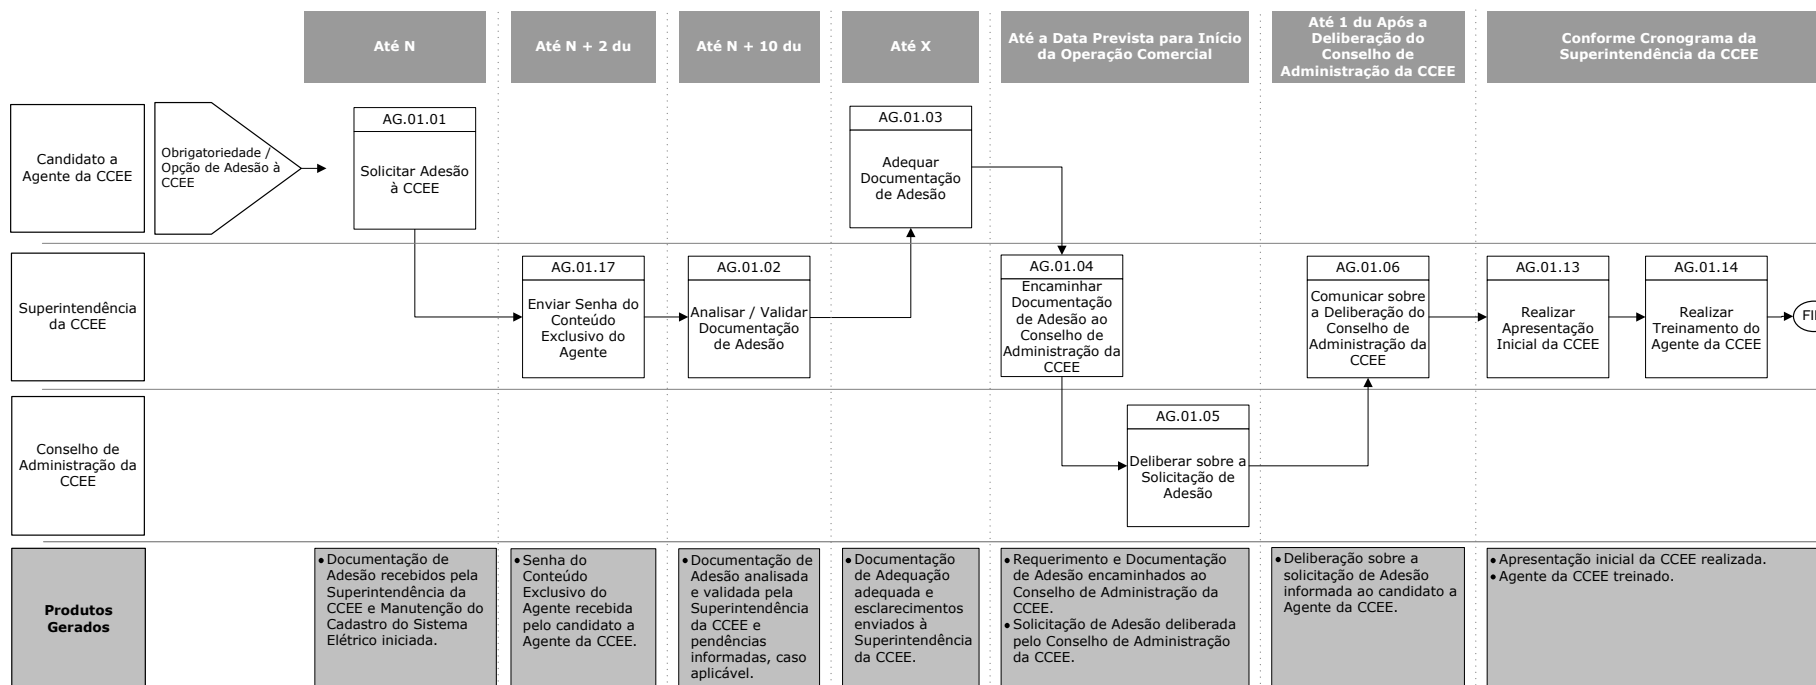 Até N
Até N + 2 du
Até N + 10 du
Até X
Até a Data Prevista para Início
da Operação Comercial
Até 1 du Após a
Deliberação do
Conselho de
Administração da CCEE
Conforme Cronograma da
Superintendência da CCEE
Candidato a
Agente da CCEE
Obrigatoriedade /
Opção de Adesão à
CCEE
AG.01.01
Solicitar Adesão
à CCEE
AG.01.03
Adequar
Documentação
de Adesão
Superintendência
da CCEE
AG.01.17
Enviar Senha do
Conteúdo
Exclusivo do
Agente
AG.01.02
Analisar / Validar
Documentação
de Adesão
AG.01.04
Encaminhar
Documentação
de Adesão ao
Conselho de
Administração da
CCEE
AG.01.06
Comunicar sobre
a Deliberação do
Conselho de
Administração da
CCEE
AG.01.13
Realizar
Apresentação
Inicial da CCEE
AG.01.14
Realizar
Treinamento do
Agente da CCEE
Conselho de
Administração da
CCEE
AG.01.05
Deliberar sobre a
Solicitação de
Adesão
Produtos
Gerados
• Documentação de
Adesão recebidos pela
Superintendência da
CCEE e Manutenção do
Cadastro do Sistema
Elétrico iniciada.
• Senha do
Conteúdo
Exclusivo do
Agente recebida
pelo candidato a
Agente da CCEE.
• Documentação de
Adesão analisada
e validada pela
Superintendência
da CCEE e
pendências
informadas, caso
aplicável.
• Documentação
de Adequação
adequada e
esclarecimentos
enviados à
Superintendência
da CCEE.
• Requerimento e Documentação
de Adesão encaminhados ao
Conselho de Administração da
CCEE.
• Solicitação de Adesão deliberada
pelo Conselho de Administração
da CCEE.
• Deliberação sobre a
solicitação de Adesão
informada ao candidato a
Agente da CCEE.
• Apresentação inicial da CCEE realizada.
• Agente da CCEE treinado.